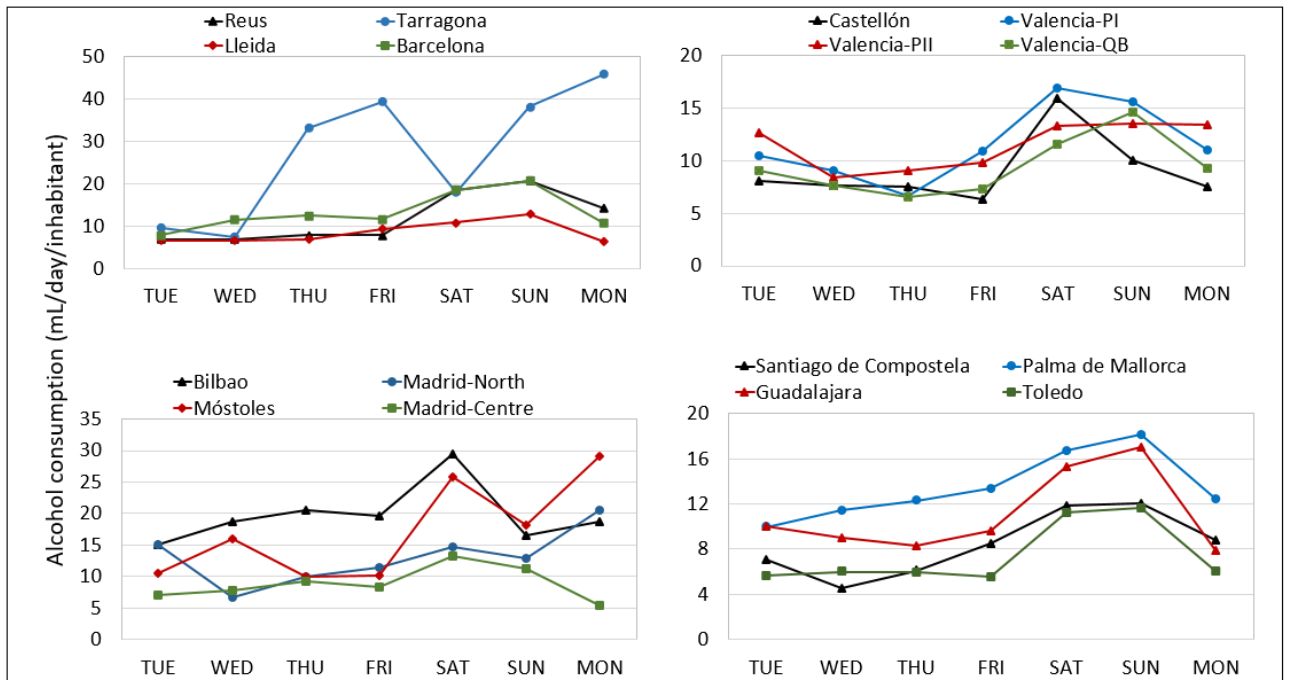 Alcohol consumption (mL/day/inhabitant)
Reus Tarragona
Lleida Barcelona
50
40
30
20
10
0
TUE WED THU FRI SAT SUN MON
Castellón Valencia-PI
Valencia-PII Valencia-QB
20
15
10
5
0
TUE WED THU FRI SAT SUN MON
Bilbao Madrid-North
Móstoles Madrid-Centre
35
30
25
20
15
10
5
0
TUE WED THU FRI SAT SUN MON
Santiago de Compostela Palma de Mallorca
Guadalajara Toledo
20
16
12
8
4
0
TUE WED THU FRI SAT SUN MON